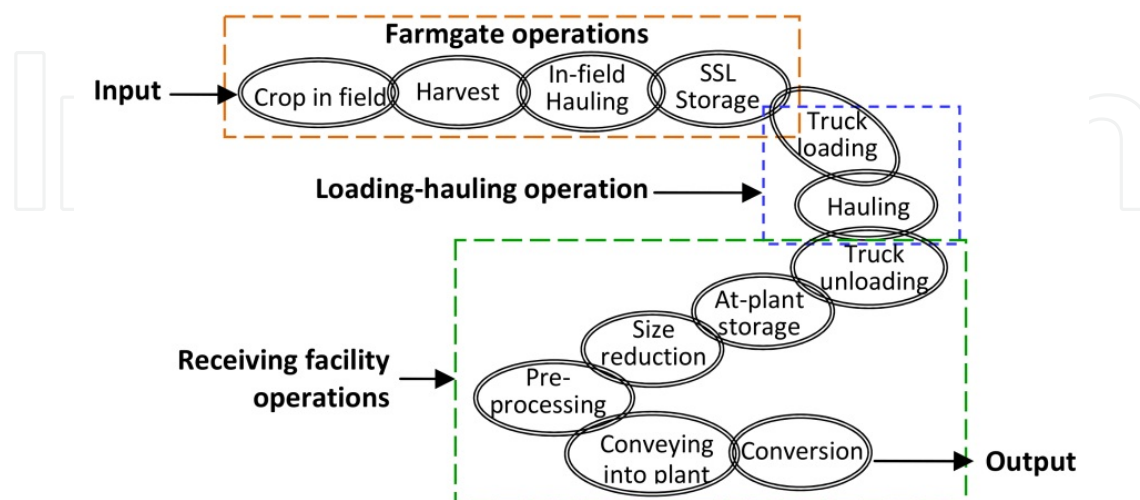 Farmgate operations
Input
Crop in field
Harvest
In-field
Hauling
SSL
Storage
Truck
loading
Loading-hauling operation
Hauling
Truck
unloading
At-plant
storage
Size
reduction
Receiving facility
operations
Pre-
processing
Conveying
into plant
Conversion
Output